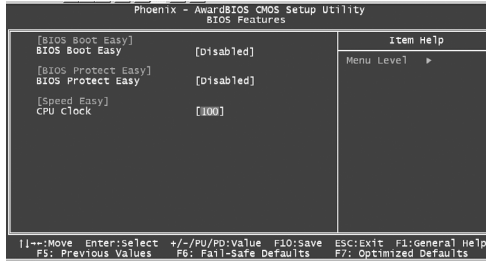 Phoenix - AwardBIOS CMOS Setup Utility
BIOS Features
[BIOS Boot Easy]
BIOS Boot Easy [Disabled]
[BIOS Protect Easy]
BIOS Protect Easy [Disabled]
[Speed Easy]
CPU Clock [100]
Item Help
Menu Level ▶
↑↓→←:Move Enter:Select +/-/PU/PD:Value F10:Save ESC:Exit F1:General Help
F5: Previous Values F6: Fail-Safe Defaults F7: Optimized Defaults